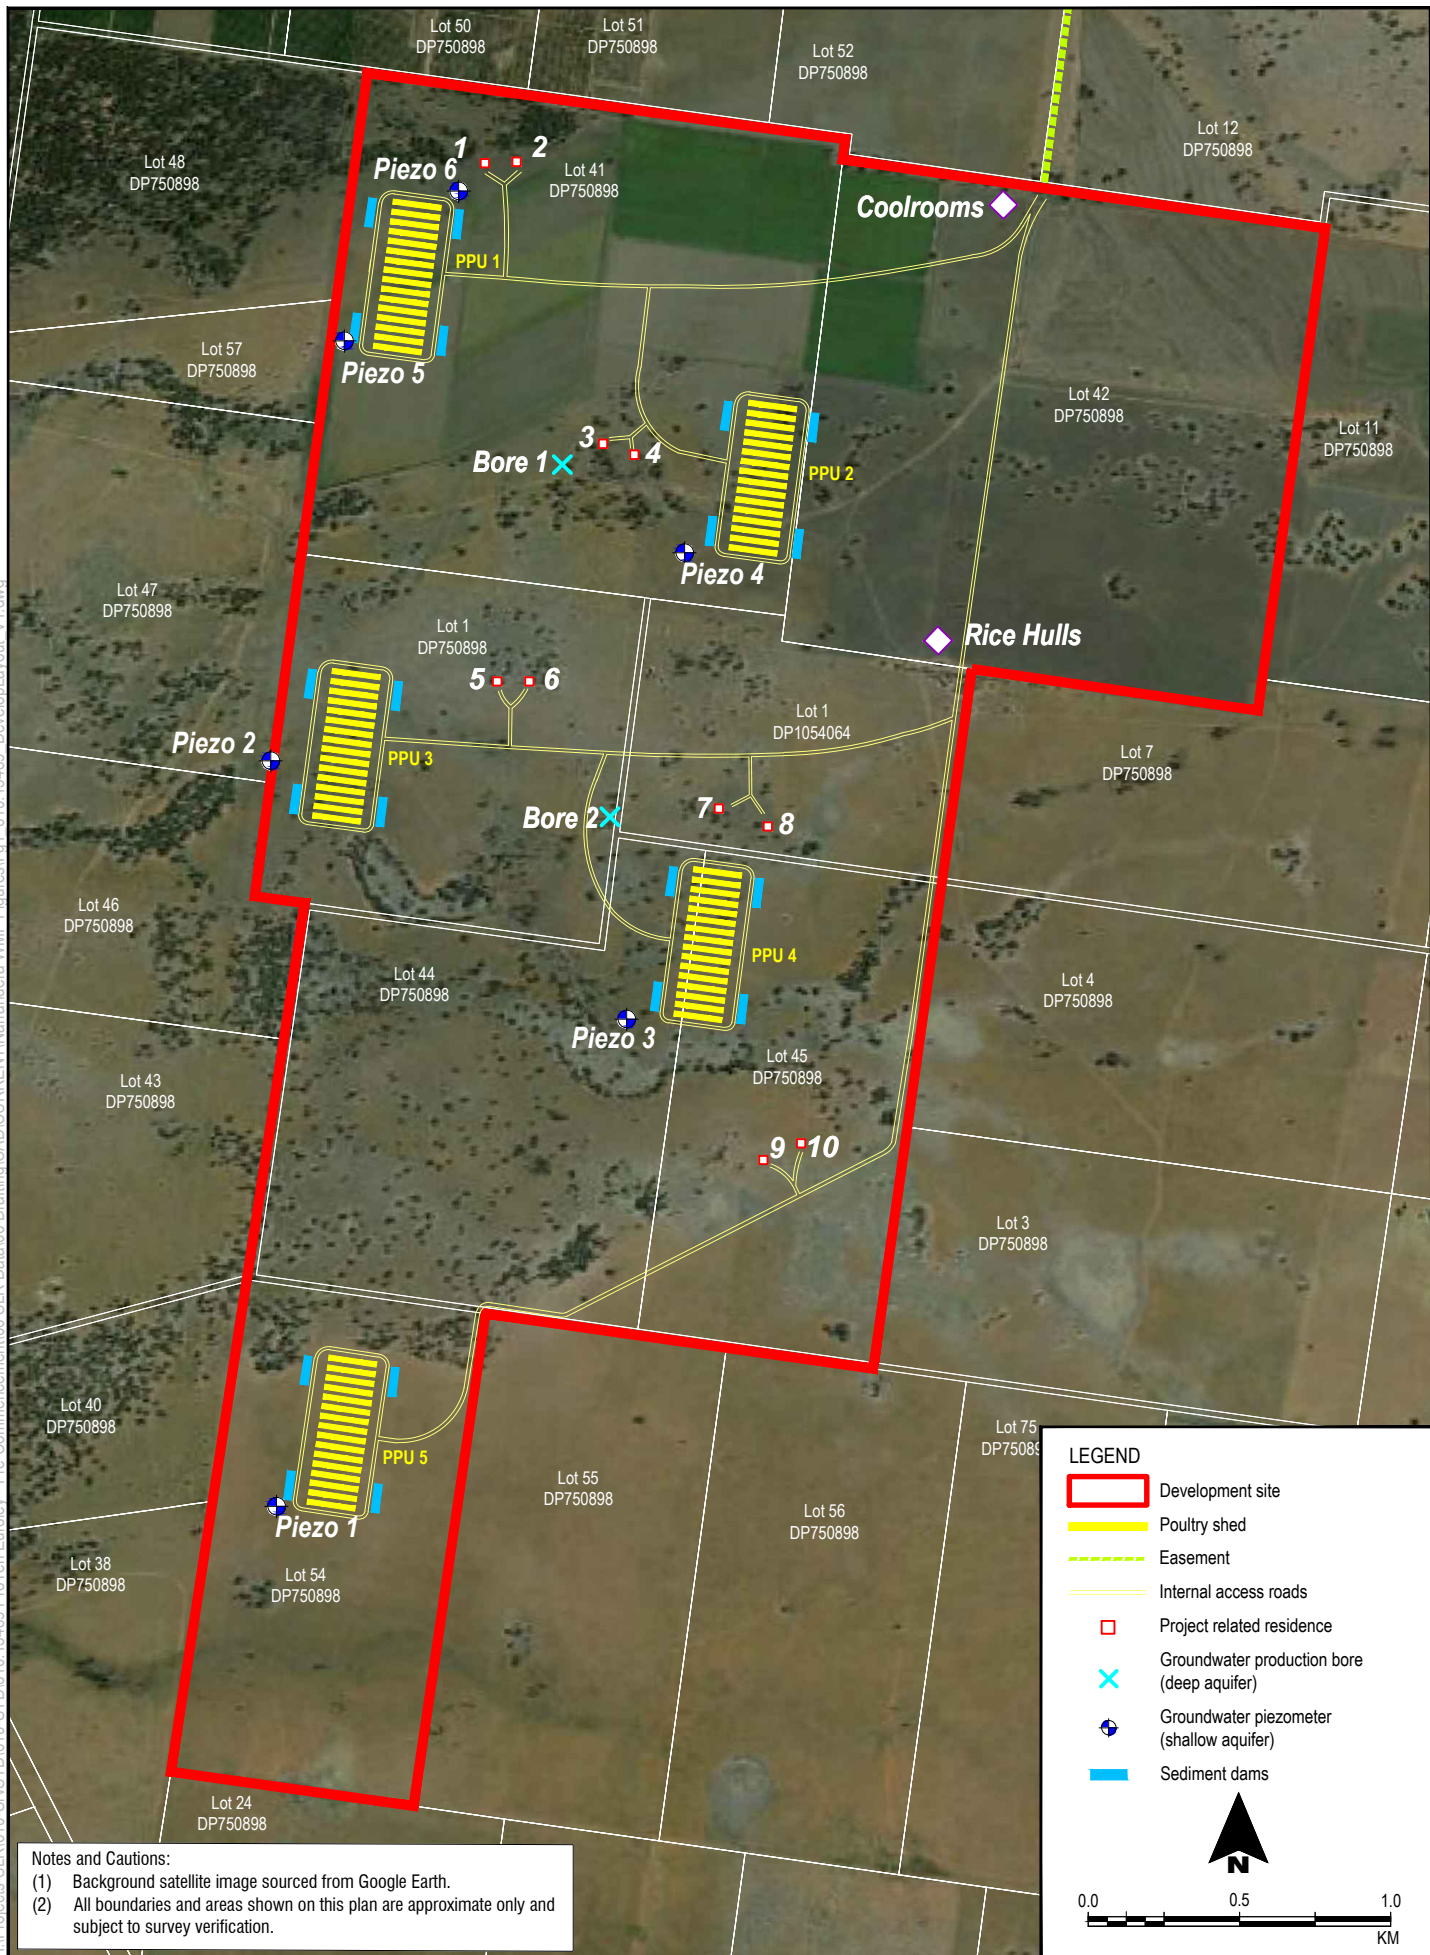 Lot 50
DP750898
Lot 51
DP750898
Lot 52
DP750898
Lot 12
DP750898
Lot 48
DP750898
Piezo 6
1
2
Lot 41
DP750898
Coolrooms
PPU 1
Lot 57
DP750898
Piezo 5
Lot 42
DP750898
Lot 11
DP750898
3
4
Bore 1
PPU 2
Piezo 4
Lot 47
DP750898
Lot 1
DP750898
Rice Hulls
5
6
Lot 1
DP1054064
Piezo 2
PPU 3
Lot 7
DP750898
Bore 2
7
8
Lot 46
DP750898
Lot 44
DP750898
PPU 4
Lot 4
DP750898
Piezo 3
Lot 45
DP750898
Lot 43
DP750898
9
10
Lot 3
DP750898
Lot 40
DP750898
PPU 5
Lot 55
DP750898
Lot 56
DP750898
Lot 75
DP75089
Piezo 1
Lot 38
DP750898
Lot 54
DP750898
Lot 24
DP750898
LEGEND
Development site
Poultry shed
Easement
Internal access roads
Project related residence
Groundwater production bore
(deep aquifer)
Groundwater piezometer
(shallow aquifer)
Sediment dams
N
0.0 0.5 1.0
KM
Notes and Cautions:
(1) Background satellite image sourced from Google Earth.
(2) All boundaries and areas shown on this plan are approximate only and
subject to survey verification.